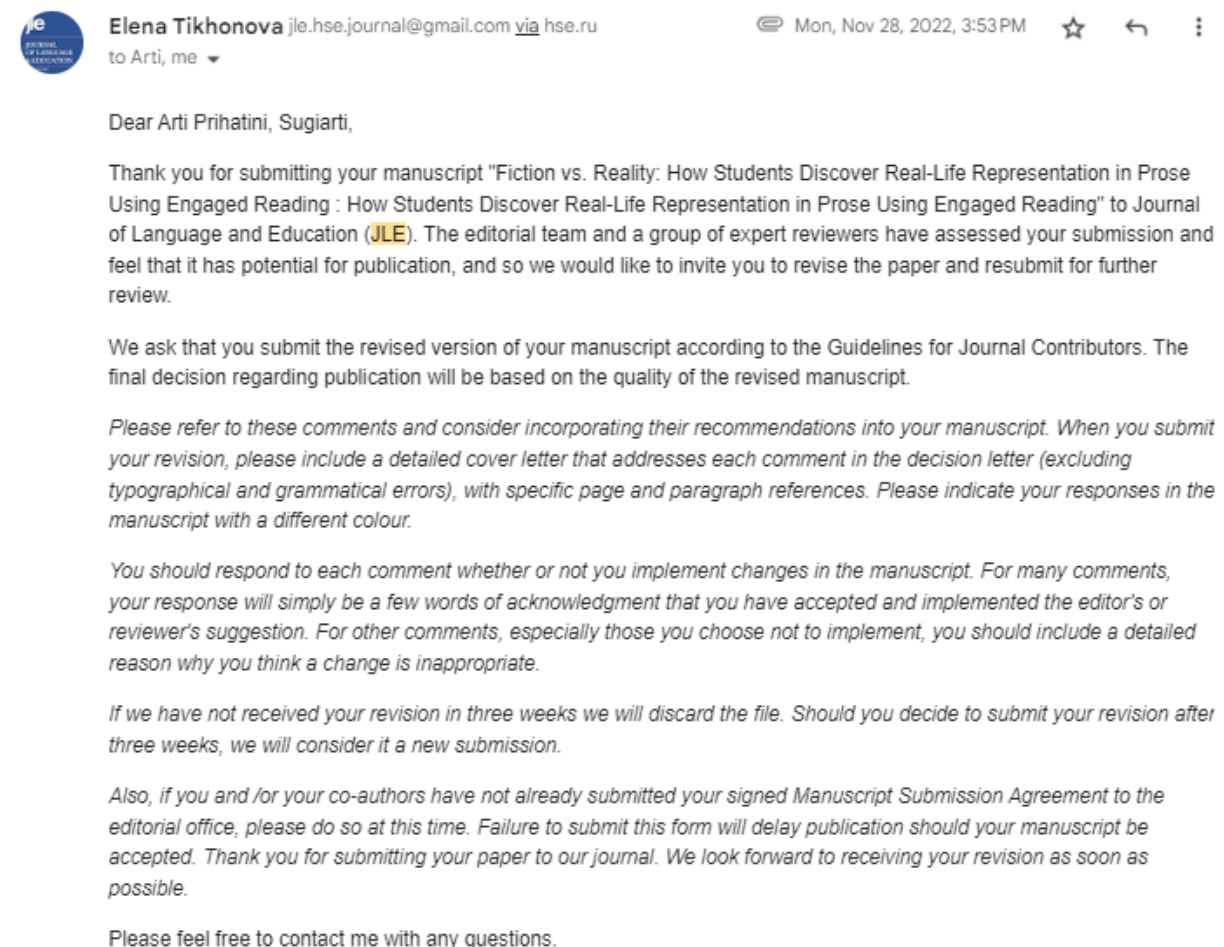 je
JOURNAL
OF LANGUAGE
& EDUCATION
Elena Tikhonova jle.hse.journal@gmail.com via hse.ru
Mon, Nov 28, 2022, 3:53 PM
to Arti, me
Dear Arti Prihatini, Sugiarti,
Thank you for submitting your manuscript "Fiction vs. Reality: How Students Discover Real-Life Representation in Prose
Using Engaged Reading : How Students Discover Real-Life Representation in Prose Using Engaged Reading" to Journal
of Language and Education (JLE). The editorial team and a group of expert reviewers have assessed your submission and
feel that it has potential for publication, and so we would like to invite you to revise the paper and resubmit for further
review.
We ask that you submit the revised version of your manuscript according to the Guidelines for Journal Contributors. The
final decision regarding publication will be based on the quality of the revised manuscript.
Please refer to these comments and consider incorporating their recommendations into your manuscript. When you submit
your revision, please include a detailed cover letter that addresses each comment in the decision letter (excluding
typographical and grammatical errors), with specific page and paragraph references. Please indicate your responses in the
manuscript with a different colour.
You should respond to each comment whether or not you implement changes in the manuscript. For many comments,
your response will simply be a few words of acknowledgment that you have accepted and implemented the editor's or
reviewer's suggestion. For other comments, especially those you choose not to implement, you should include a detailed
reason why you think a change is inappropriate.
If we have not received your revision in three weeks we will discard the file. Should you decide to submit your revision after
three weeks, we will consider it a new submission.
Also, if you and /or your co-authors have not already submitted your signed Manuscript Submission Agreement to the
editorial office, please do so at this time. Failure to submit this form will delay publication should your manuscript be
accepted. Thank you for submitting your paper to our journal. We look forward to receiving your revision as soon as
possible.
Please feel free to contact me with any questions.